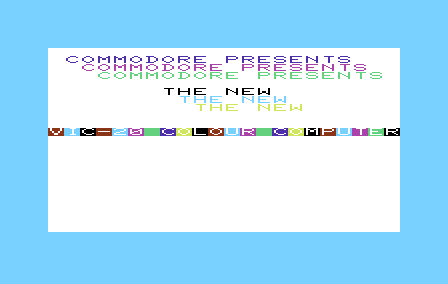 COMMODORE PRESENTS
COMMODORE PRESENTS
COMMODORE PRESENTS
THE NEW
THE NEW
THE NEW
VIC-20 COLOUR COMPUTER